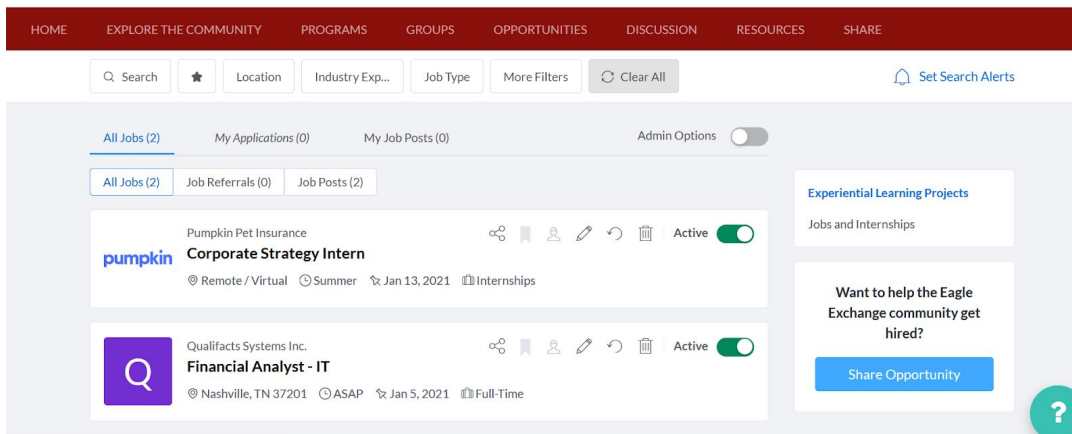 HOME EXPLORE THE COMMUNITY PROGRAMS GROUPS OPPORTUNITIES DISCUSSION RESOURCES SHARE
Search Location Industry Exp... Job Type More Filters Clear All Set Search Alerts
All Jobs (2) My Applications (0) My Job Posts (0) Admin Options
All Jobs (2) Job Referrals (0) Job Posts (2)
Pumpkin Pet Insurance
Corporate Strategy Intern
pumpkin
Remote / Virtual Summer Jan 13, 2021 Internships
Active
Qualifacts Systems Inc.
Financial Analyst - IT
Q
Nashville, TN 37201 ASAP Jan 5, 2021 Full-Time
Active
Experiential Learning Projects
Jobs and Internships
Want to help the Eagle
Exchange community get
hired?
Share Opportunity
?